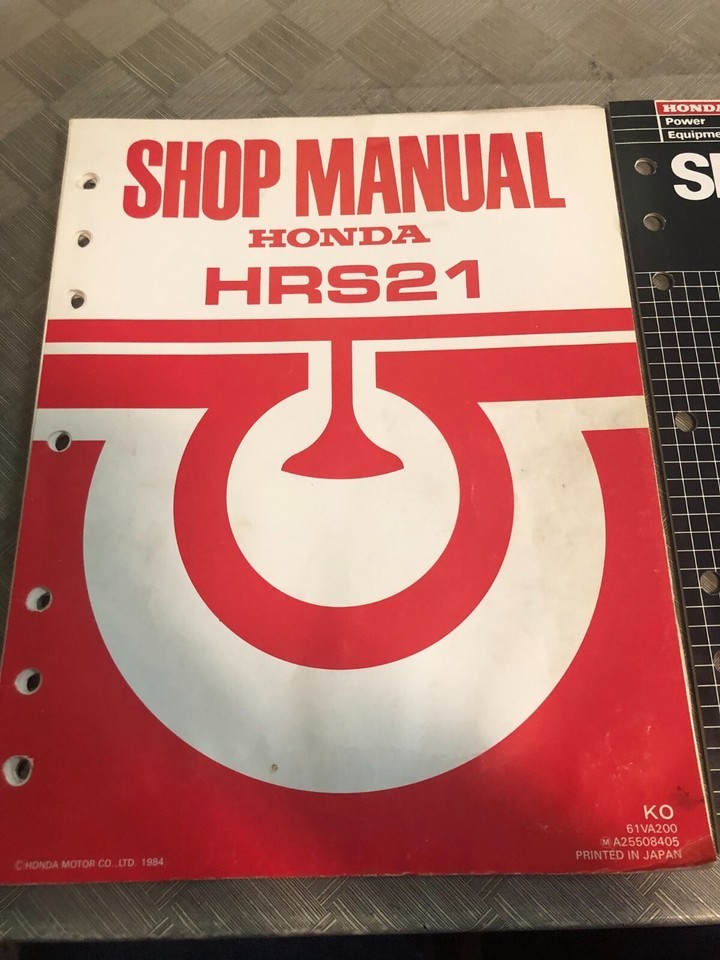 SHOP MANUAL
HONDA
HRS21
KO
61VA200
Ⓜ A25508405
PRINTED IN JAPAN
©HONDA MOTOR CO., LTD. 1984
HONDA
Power